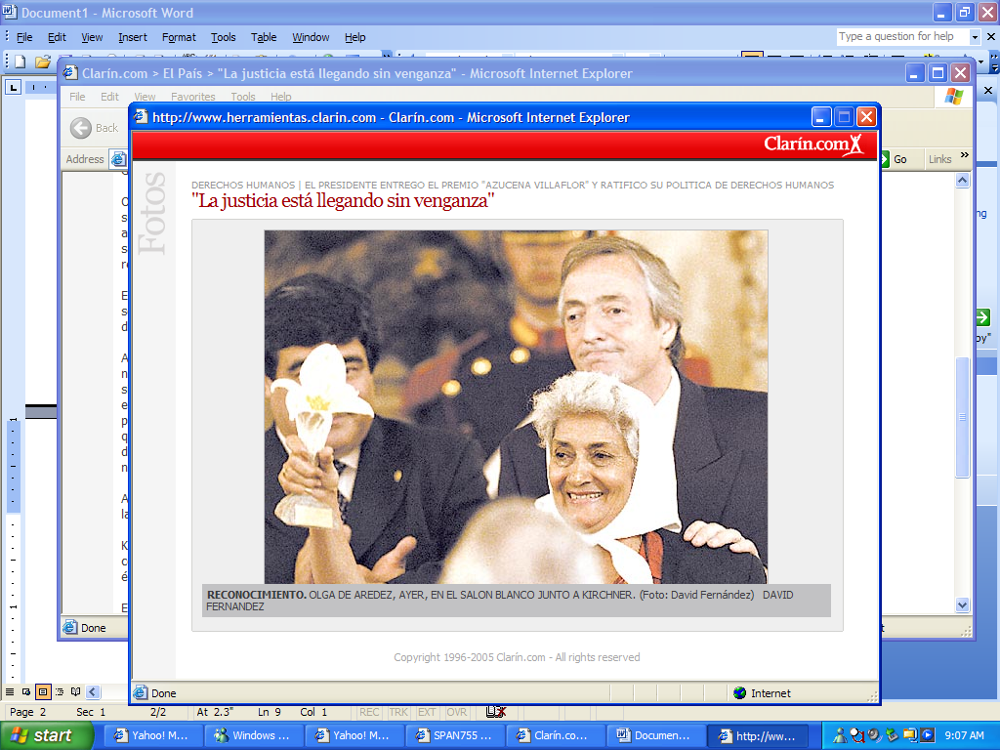 Document1 - Microsoft Word
File Edit View Insert Format Tools Table Window Help
Type a question for help
Clarín.com > El País > "La justicia está llegando sin venganza" - Microsoft Internet Explorer
File Edit View Favorites Tools Help
Back
Address
Go Links »
http://www.herramientas.clarin.com - Clarín.com - Microsoft Internet Explorer
Clarín.com
Fotos
DERECHOS HUMANOS | EL PRESIDENTE ENTREGO EL PREMIO "AZUCENA VILLAFLOR" Y RATIFICO SU POLITICA DE DERECHOS HUMANOS
"La justicia está llegando sin venganza"
RECONOCIMIENTO. OLGA DE AREDEZ, AYER, EN EL SALON BLANCO JUNTO A KIRCHNER. (Foto: David Fernández) DAVID
FERNANDEZ
Copyright 1996-2005 Clarín.com - All rights reserved
Done
Internet
Done
Page 2 Sec 1 2/2 At 2.3" Ln 9 Col 1 REC TRK EXT OVR
start
Yahoo! M...
Windows ...
Yahoo! M...
SPAN755 ...
Clarín.co...
Documen...
http://ww...
9:07 AM